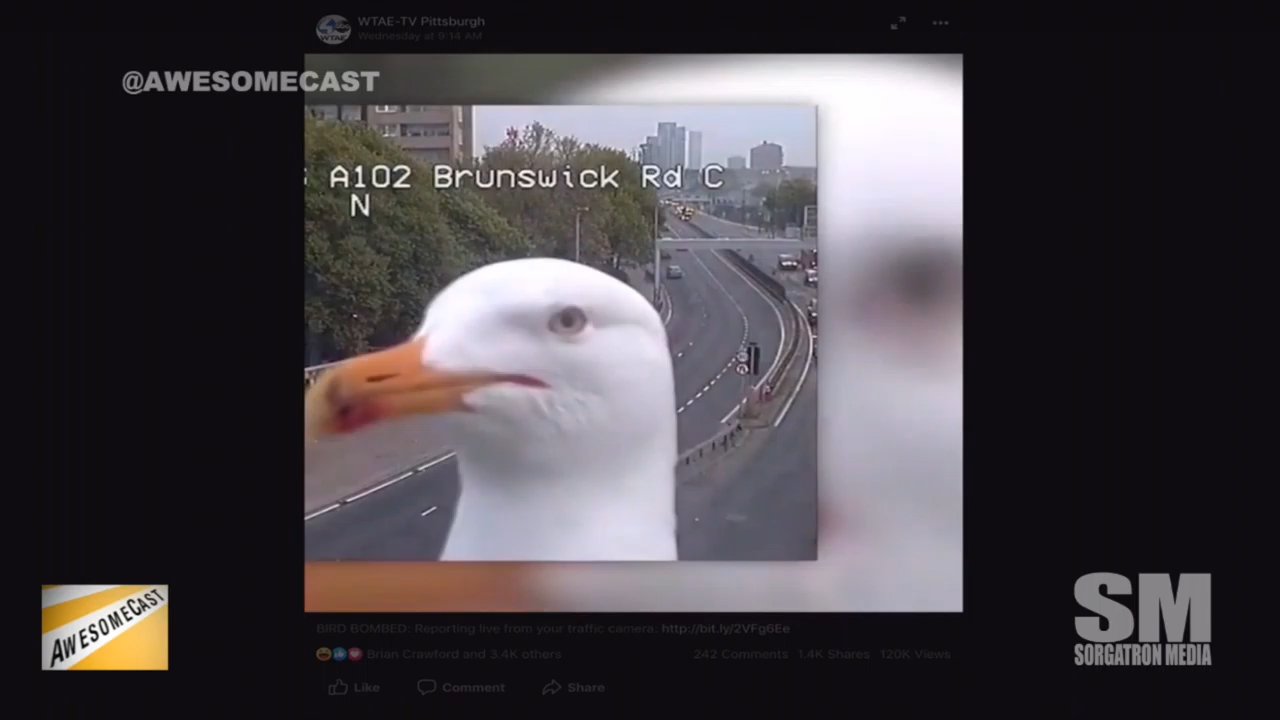 WTAE-TV Pittsburgh
Wednesday at 9:14 AM
WTAE
@AWESOMECAST
A102 Brunswick Rd C
N
AWESOMECAST
SM
SORGATRON MEDIA
BIRD BOMBED: Reporting live from your traffic camera. http://bit.ly/2VFg6Ee
Brian Crawford and 3.4K others
242 Comments 1.4K Shares 120K Views
Like Comment Share